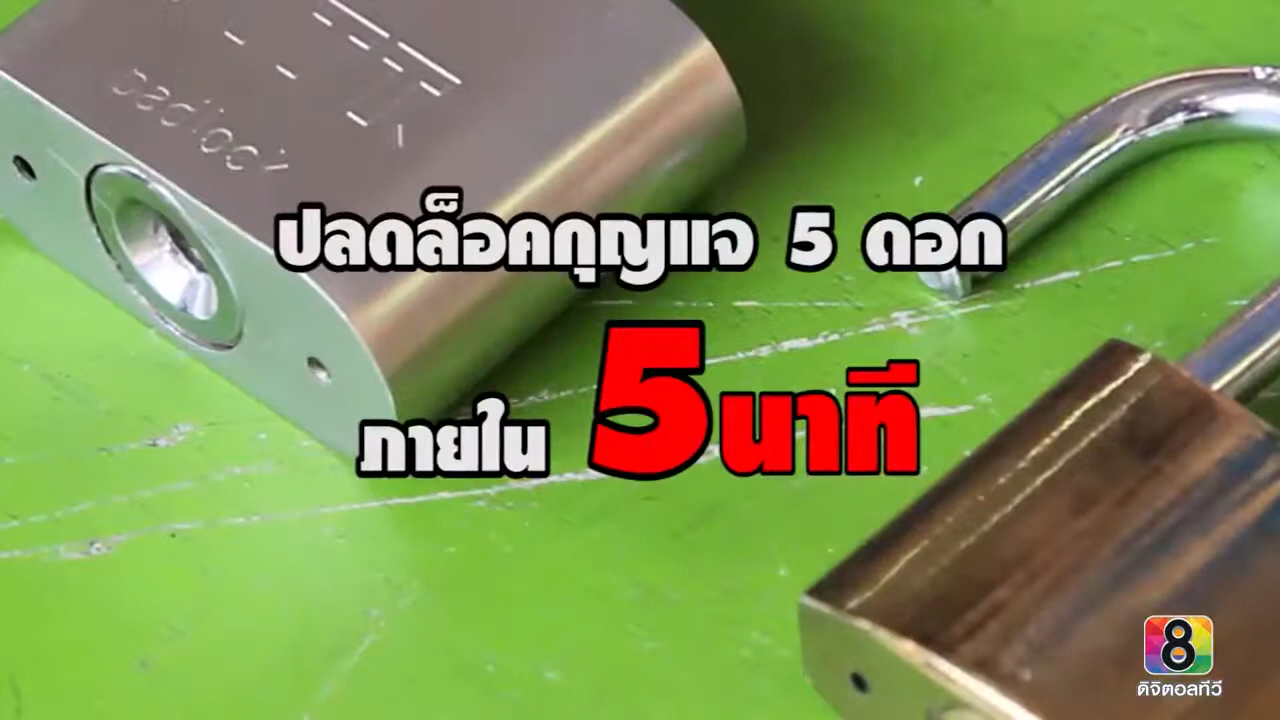 padlock
ปลดล็อคกุญแจ 5 ดอก
ภายใน 5 นาที
8
ดิจิตอลทีวี